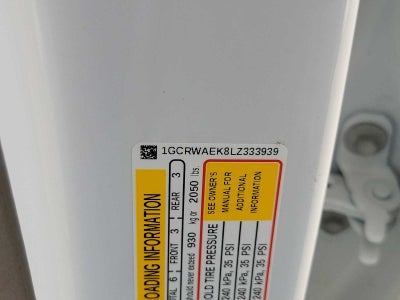 1GCRWAEK8LZ333939
LOADING INFORMATION
6 FRONT 3 REAR 3
should never exceed 930 kg or 2050 lbs.
COLD TIRE PRESSURE
SEE OWNER'S
MANUAL FOR
ADDITIONAL
INFORMATION
240 kPa, 35 PSI
240 kPa, 35 PSI
240 kPa, 35 PSI